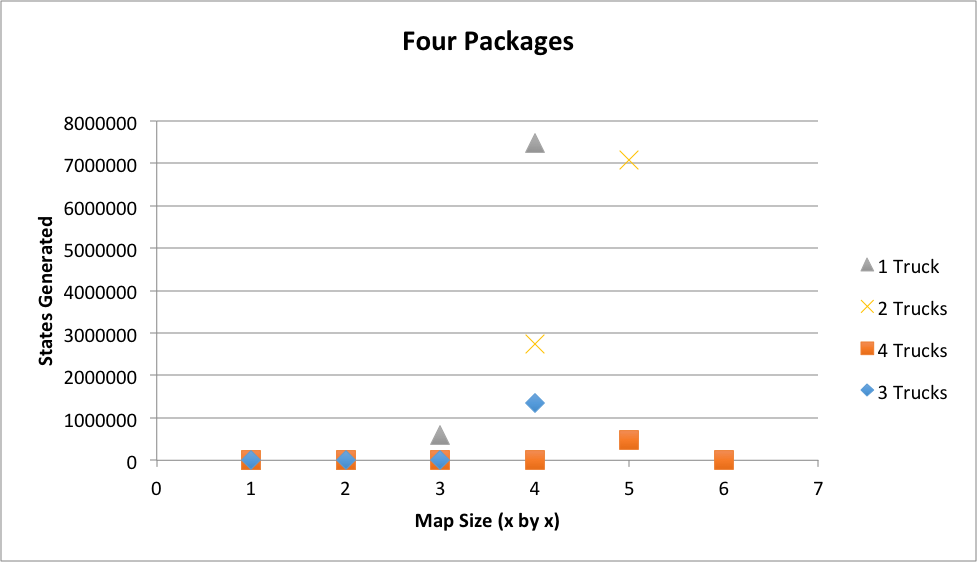 Four Packages
8000000
7000000
6000000
5000000
4000000
3000000
2000000
1000000
0
States Generated
0 1 2 3 4 5 6 7
Map Size (x by x)
1 Truck
2 Trucks
4 Trucks
3 Trucks